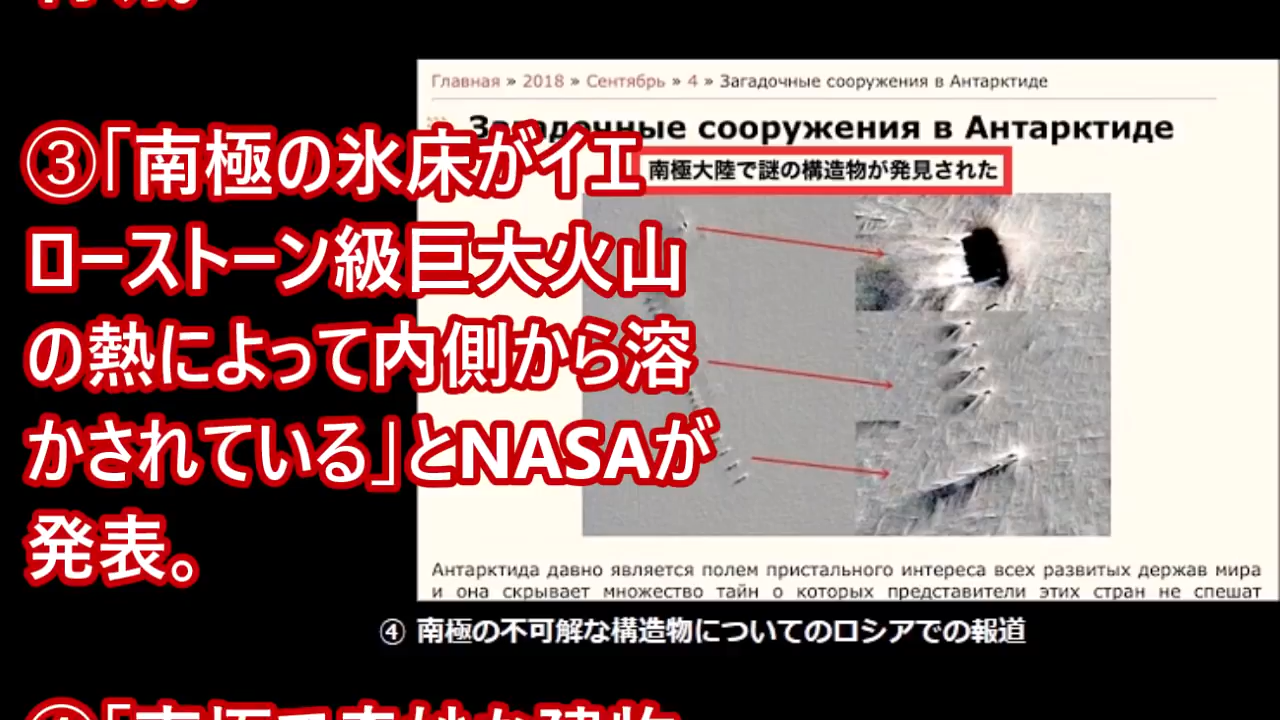 Главная » 2018 » Сентябрь » 4 » Загадочные сооружения в Антарктиде
Загадочные сооружения в Антарктиде
南極大陸で謎の構造物が発見された
③「南極の氷床がイエ
ローストーン級巨大火山
の熱によって内側から溶
かされている」とNASAが
発表。
Антарктида давно является полем пристального интереса всех развитых держав мира
и она скрывает множество тайн о которых представители этих стран не спешат
④ 南極の不可解な構造物についてのロシアでの報道